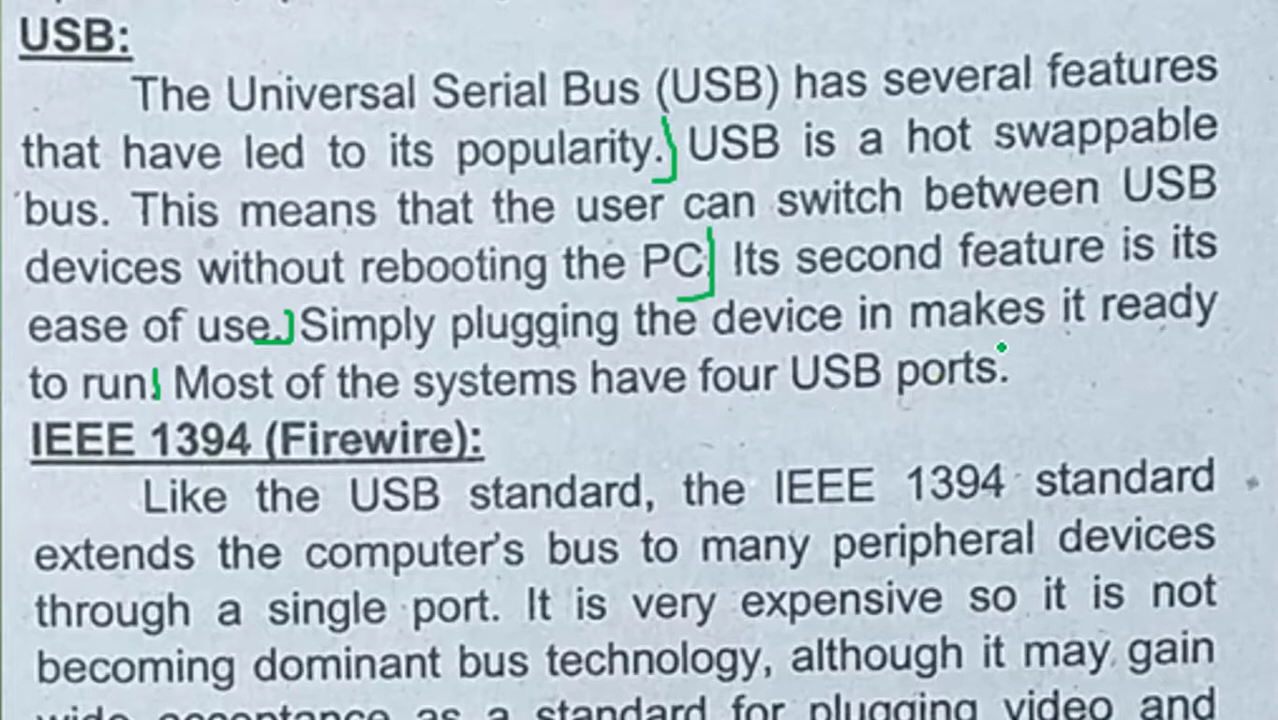 USB:
The Universal Serial Bus (USB) has several features
that have led to its popularity. USB is a hot swappable
bus. This means that the user can switch between USB
devices without rebooting the PC. Its second feature is its
ease of use. Simply plugging the device in makes it ready
to run. Most of the systems have four USB ports.
IEEE 1394 (Firewire):
Like the USB standard, the IEEE 1394 standard
extends the computer's bus to many peripheral devices
through a single port. It is very expensive so it is not
becoming dominant bus technology, although it may gain
wide acceptance as a standard for plugging video and